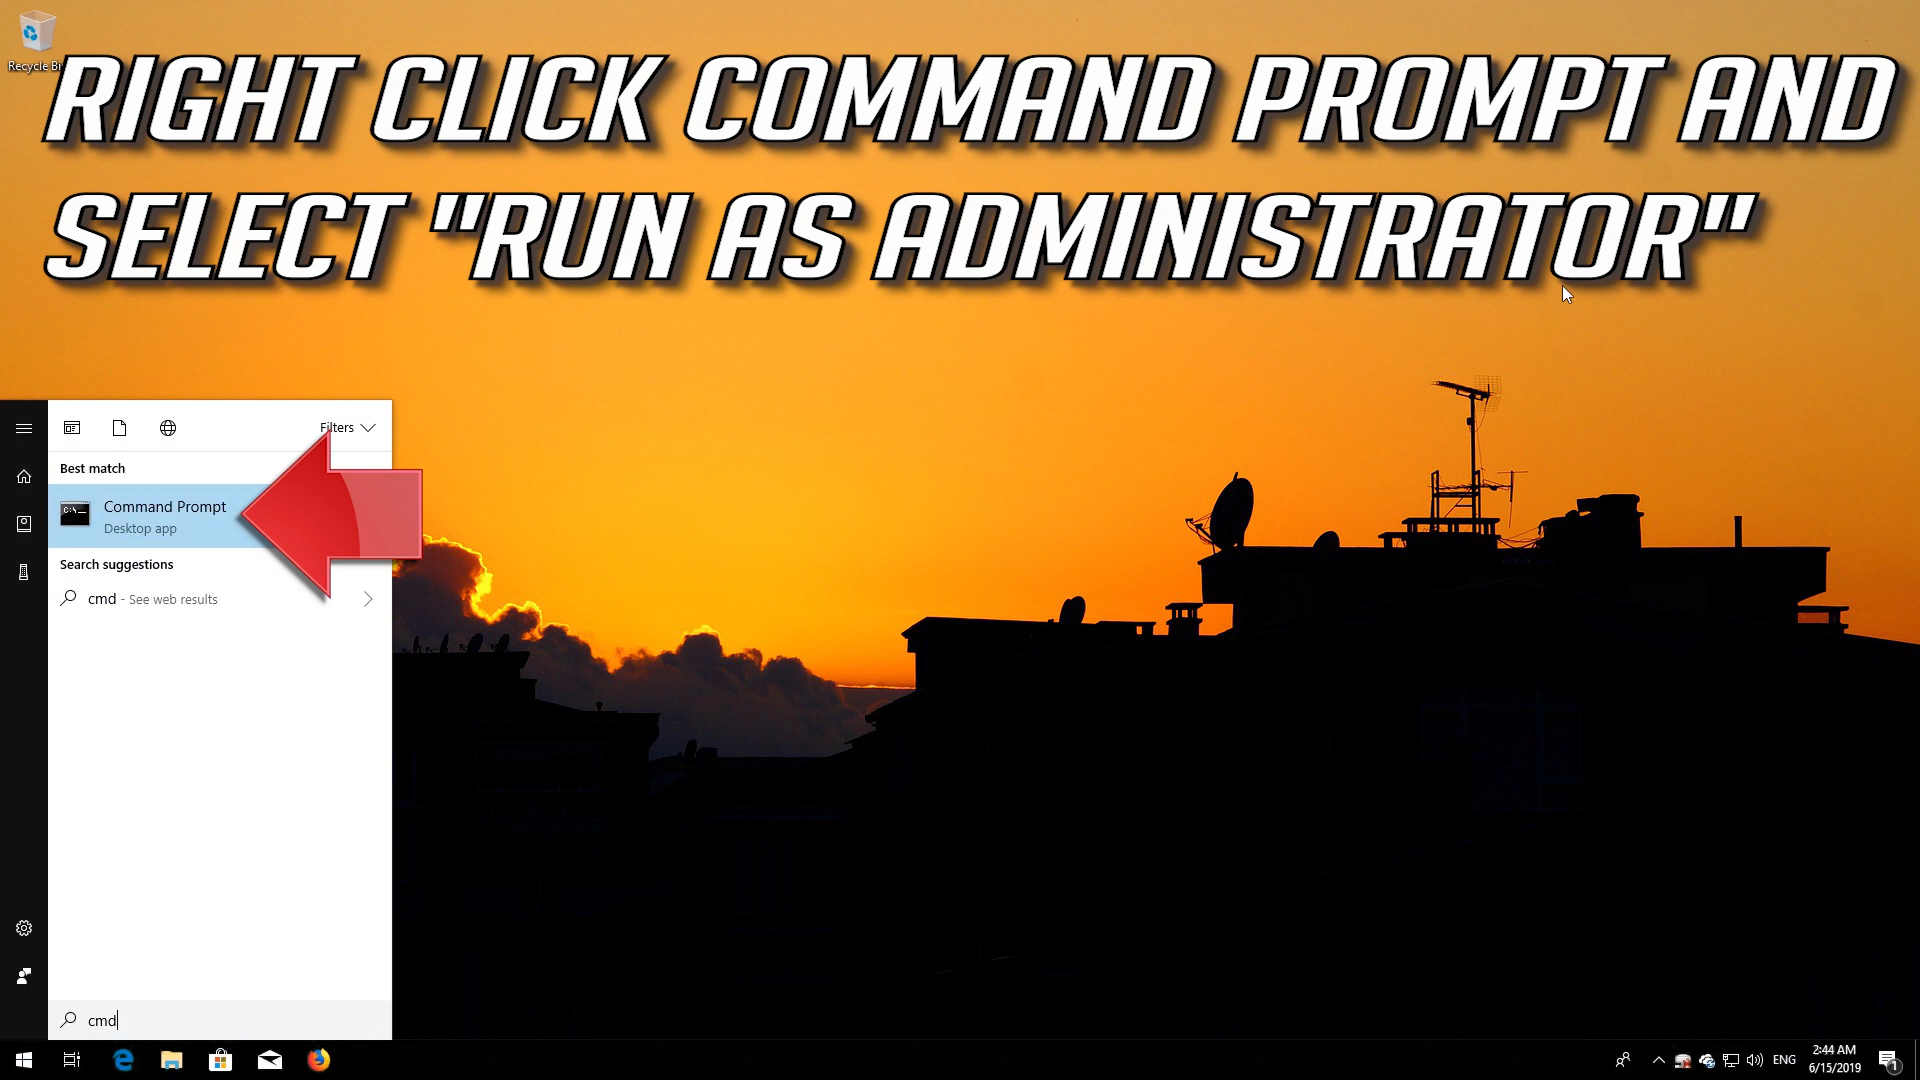 Recycle Bi
RIGHT CLICK COMMAND PROMPT AND
SELECT "RUN AS ADMINISTRATOR"
Filters
Best match
Command Prompt
Desktop app
Search suggestions
cmd - See web results
cmd
ENG
2:44 AM
6/15/2019
1